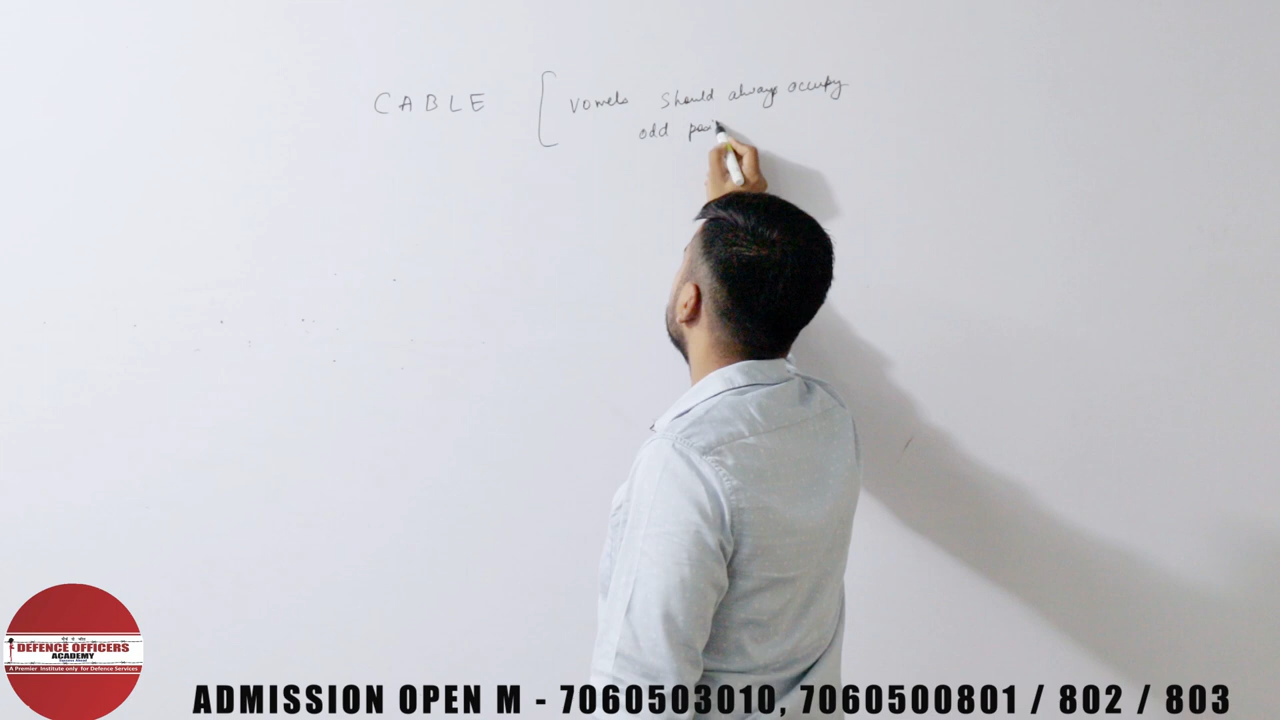 CABLE [ Vowels should always occupy
odd posi
DEFENCE OFFICERS
ACADEMY
A Premier Institute only for Defence Services
ADMISSION OPEN M - 7060503010, 7060500801 / 802 / 803